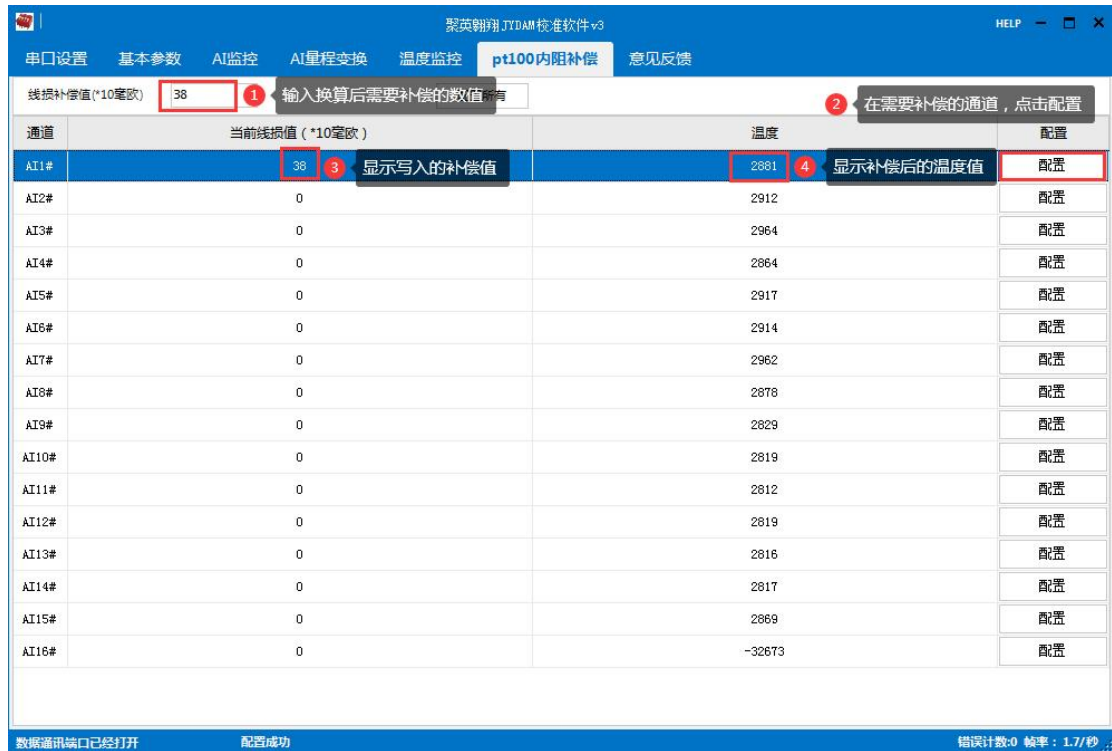 聚英翱翔JYDAM校准软件v3 HELP
串口设置 基本参数 AI监控 AI量程变换 温度监控 pt100内阻补偿 意见反馈
线损补偿值(*10毫欧) 38 1 输入换算后需要补偿的数值 所有 2 在需要补偿的通道，点击配置
通道 当前线损值 ( *10毫欧 ) 温度 配置
AI1# 38 3 显示写入的补偿值 2881 4 显示补偿后的温度值 配置
AI2# 0 2912 配置
AI3# 0 2964 配置
AI4# 0 2864 配置
AI5# 0 2917 配置
AI6# 0 2914 配置
AI7# 0 2962 配置
AI8# 0 2878 配置
AI9# 0 2829 配置
AI10# 0 2819 配置
AI11# 0 2812 配置
AI12# 0 2819 配置
AI13# 0 2816 配置
AI14# 0 2817 配置
AI15# 0 2869 配置
AI16# 0 -32673 配置
数据通讯端口已经打开 配置成功 错误计数:0 帧率：1.7/秒